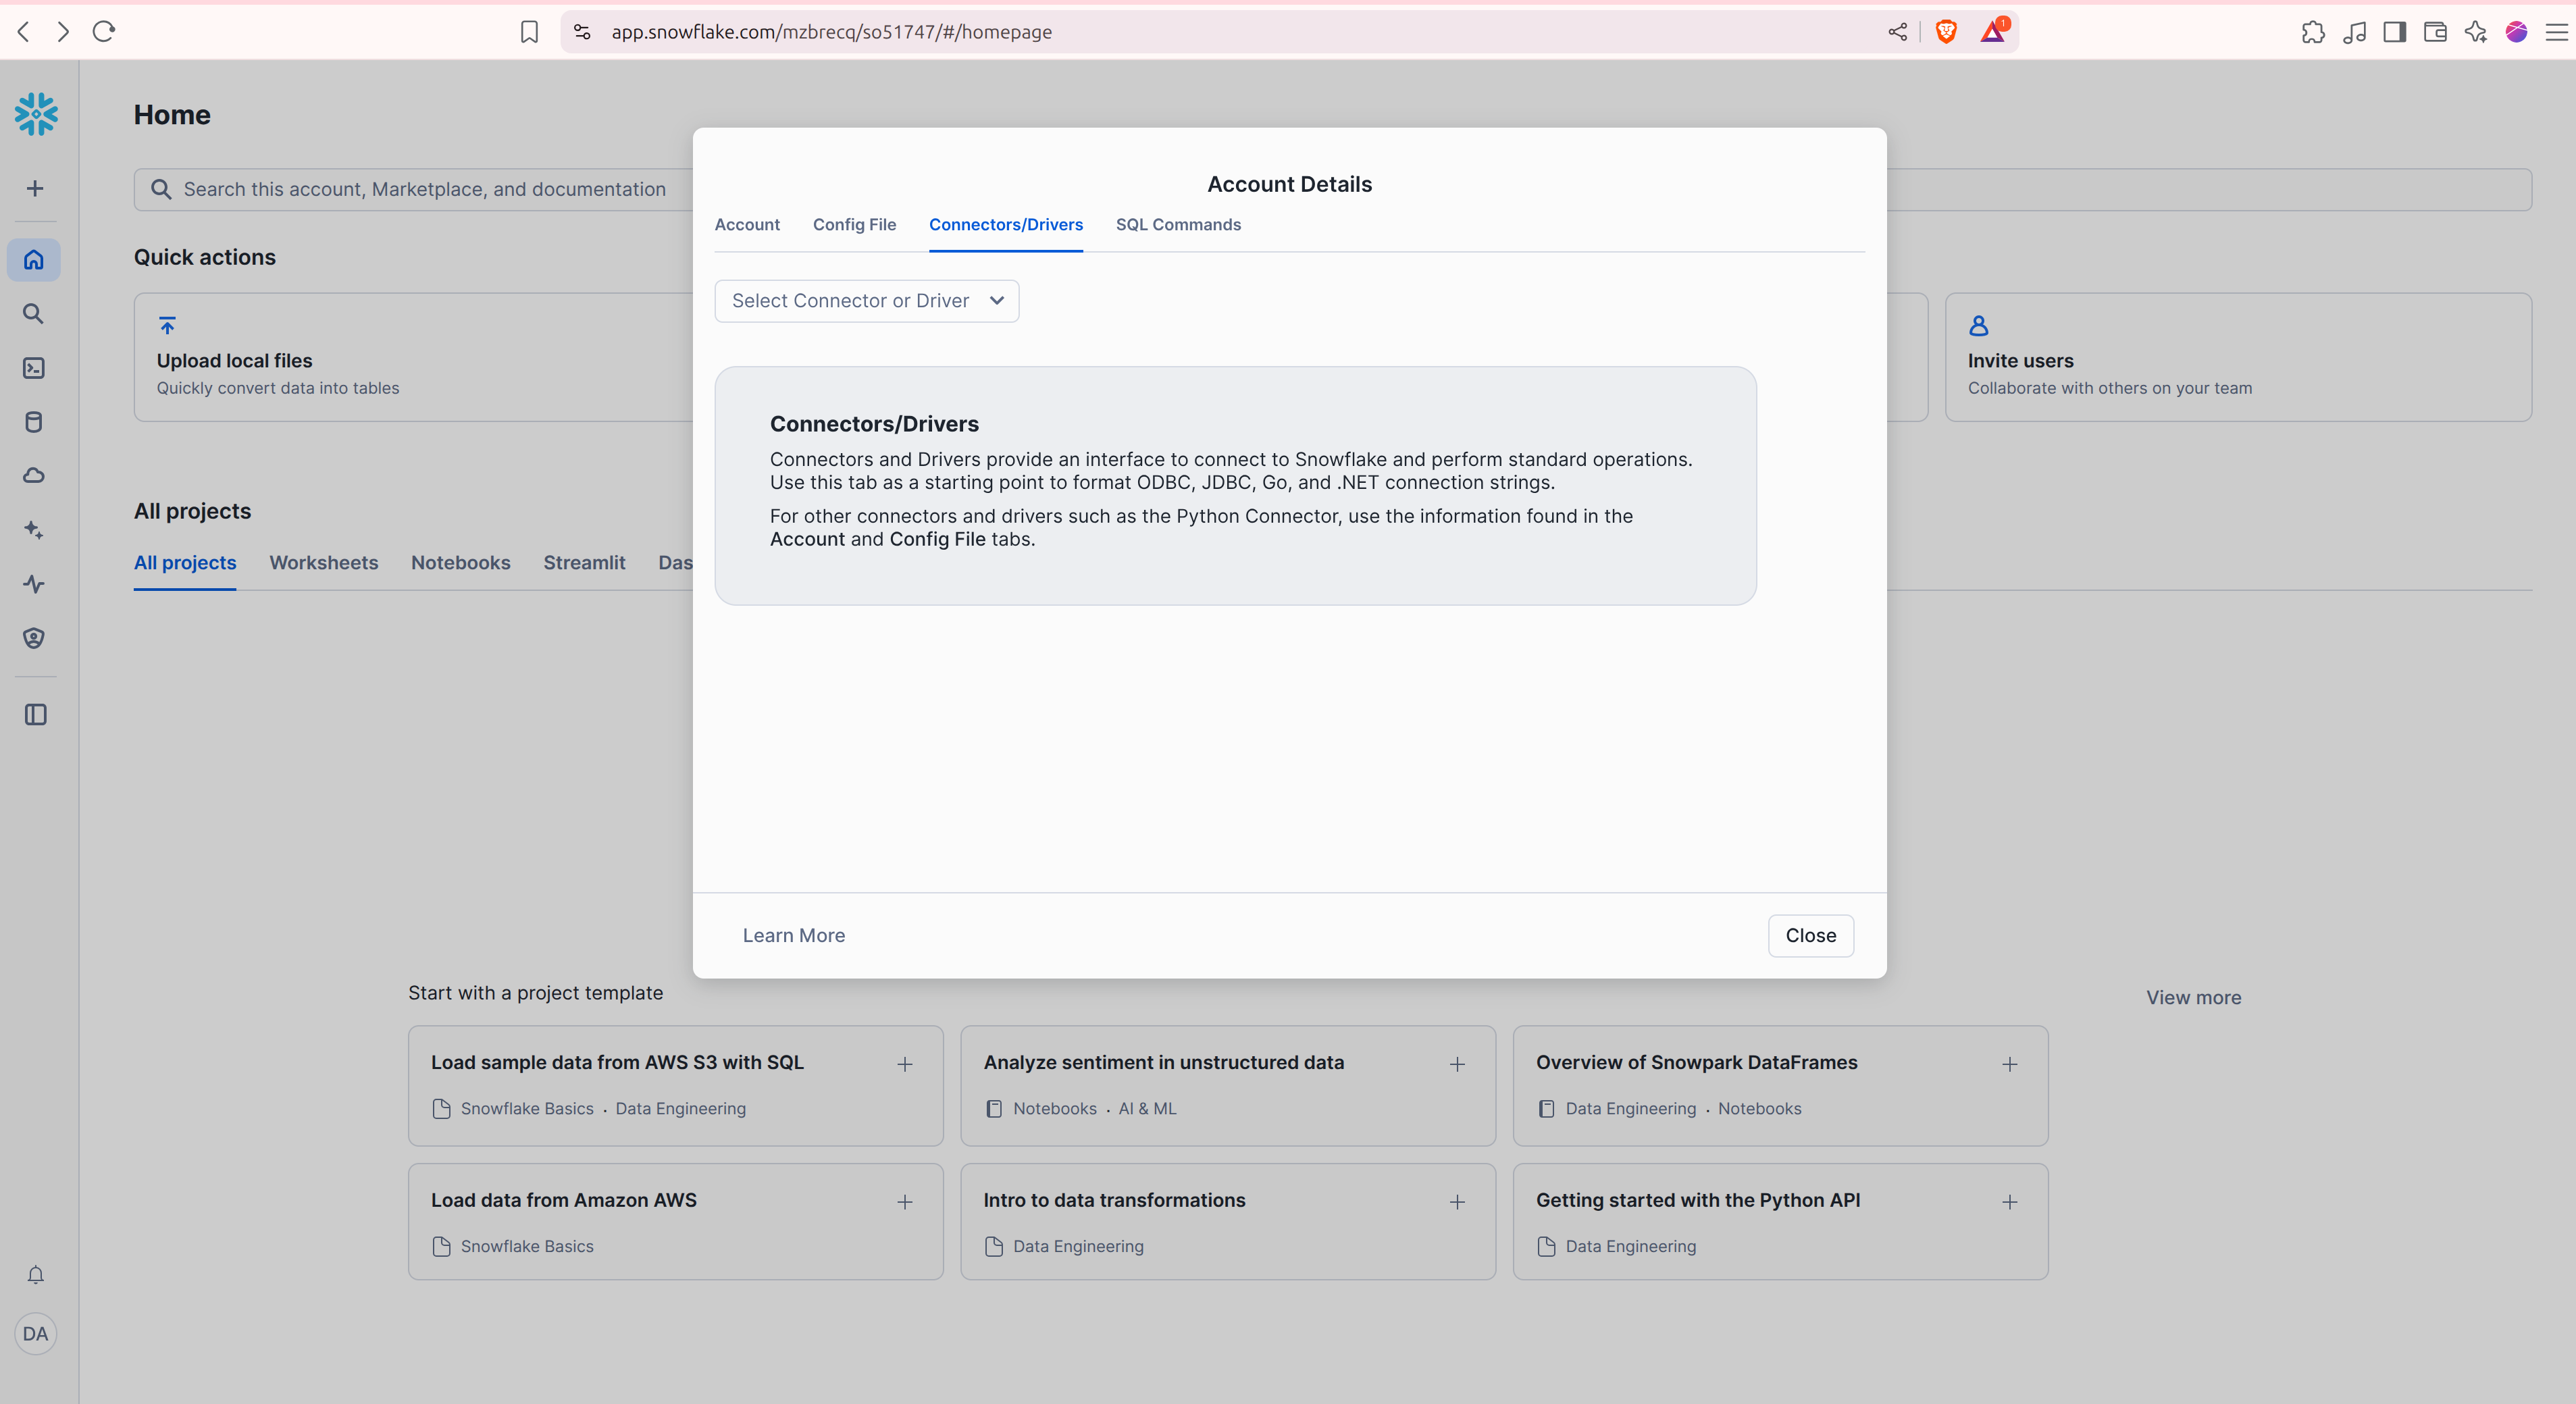 app.snowflake.com/mzbrecq/so51747/#/homepage
1
Home
Search this account, Marketplace, and documentation
Quick actions
Upload local files
Quickly convert data into tables
Invite users
Collaborate with others on your team
All projects
All projects Worksheets Notebooks Streamlit Das
Account Details
Account Config File Connectors/Drivers SQL Commands
Select Connector or Driver
Connectors/Drivers
Connectors and Drivers provide an interface to connect to Snowflake and perform standard operations.
Use this tab as a starting point to format ODBC, JDBC, Go, and .NET connection strings.
For other connectors and drivers such as the Python Connector, use the information found in the
Account and Config File tabs.
Learn More
Close
Start with a project template
View more
Load sample data from AWS S3 with SQL
Snowflake Basics · Data Engineering
Analyze sentiment in unstructured data
Notebooks · AI & ML
Overview of Snowpark DataFrames
Data Engineering · Notebooks
Load data from Amazon AWS
Snowflake Basics
Intro to data transformations
Data Engineering
Getting started with the Python API
Data Engineering
DA